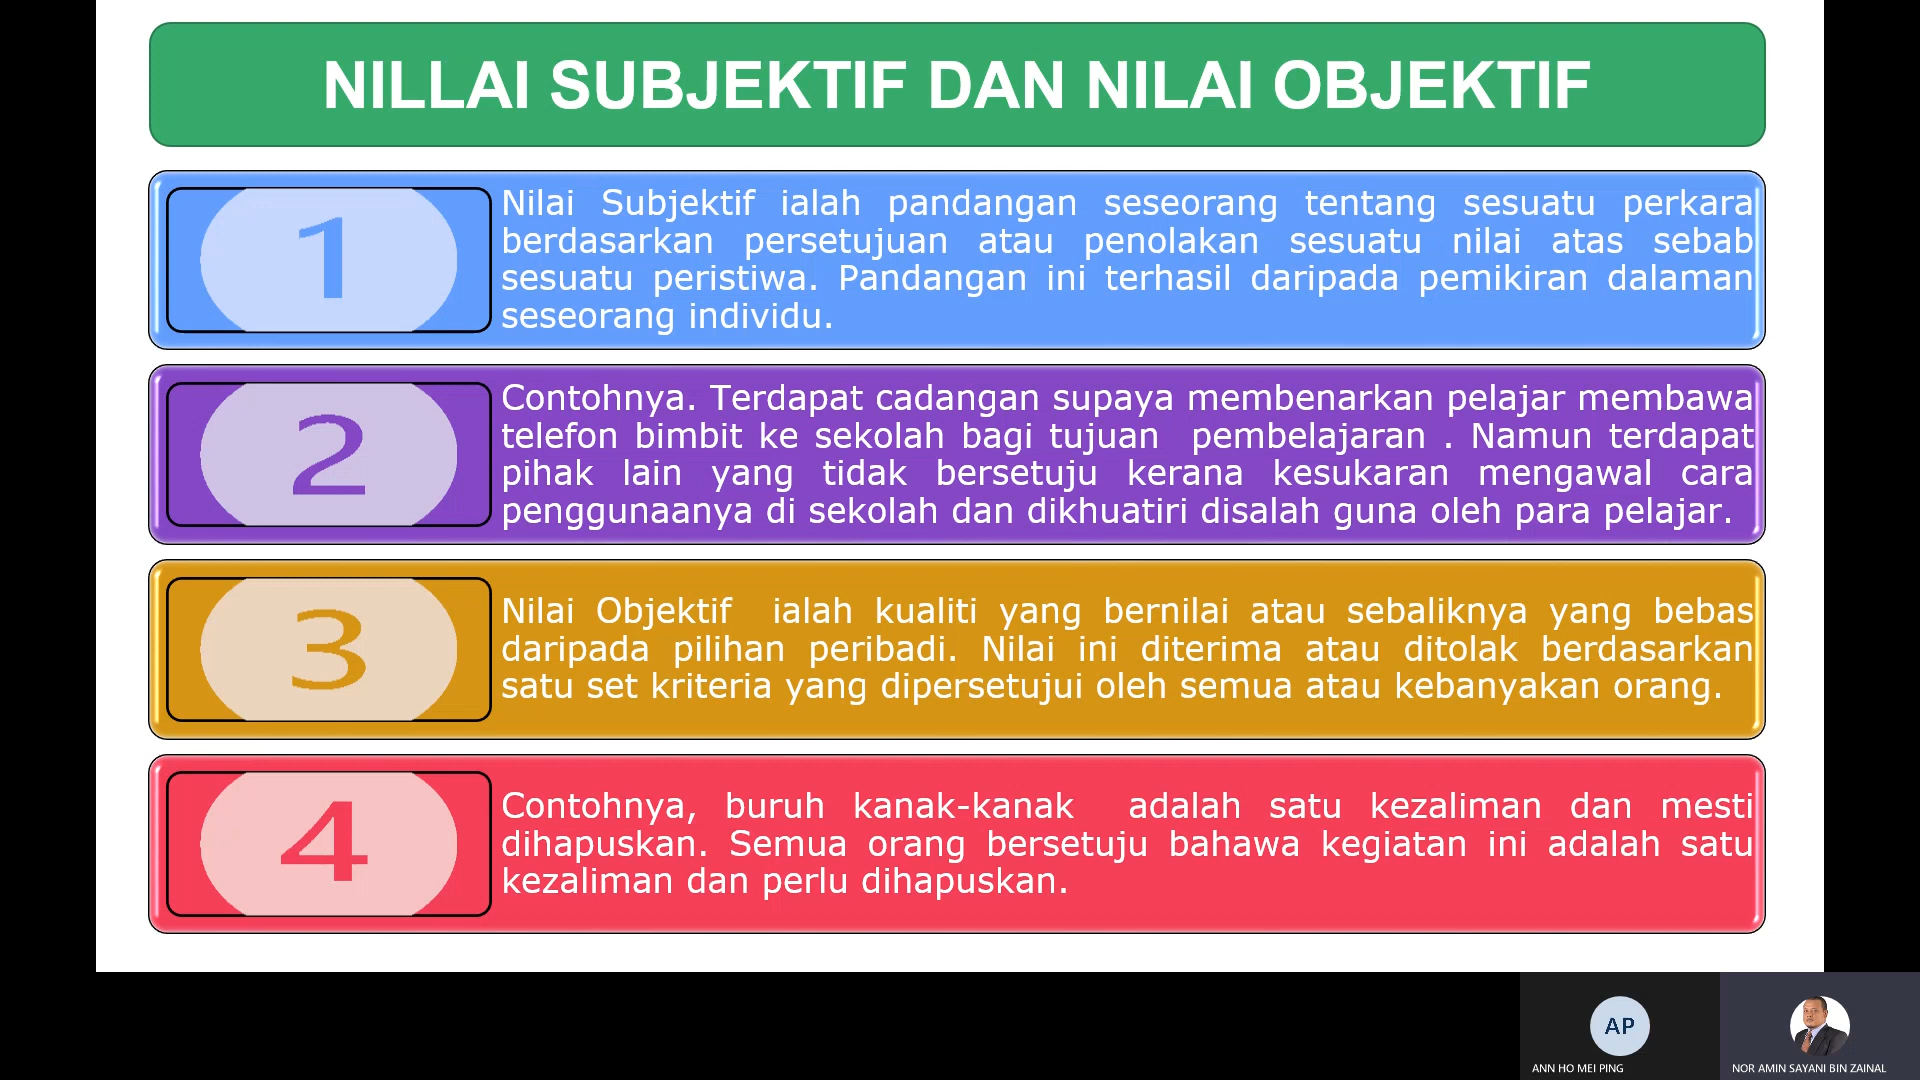 NILLAI SUBJEKTIF DAN NILAI OBJEKTIF
1
Nilai Subjektif ialah pandangan seseorang tentang sesuatu perkara
berdasarkan persetujuan atau penolakan sesuatu nilai atas sebab
sesuatu peristiwa. Pandangan ini terhasil daripada pemikiran dalaman
seseorang individu.
2
Contohnya. Terdapat cadangan supaya membenarkan pelajar membawa
telefon bimbit ke sekolah bagi tujuan pembelajaran . Namun terdapat
pihak lain yang tidak bersetuju kerana kesukaran mengawal cara
penggunaanya di sekolah dan dikhuatiri disalah guna oleh para pelajar.
3
Nilai Objektif ialah kualiti yang bernilai atau sebaliknya yang bebas
daripada pilihan peribadi. Nilai ini diterima atau ditolak berdasarkan
satu set kriteria yang dipersetujui oleh semua atau kebanyakan orang.
4
Contohnya, buruh kanak-kanak adalah satu kezaliman dan mesti
dihapuskan. Semua orang bersetuju bahawa kegiatan ini adalah satu
kezaliman dan perlu dihapuskan.
AP
ANN HO MEI PING
NOR AMIN SAYANI BIN ZAINAL